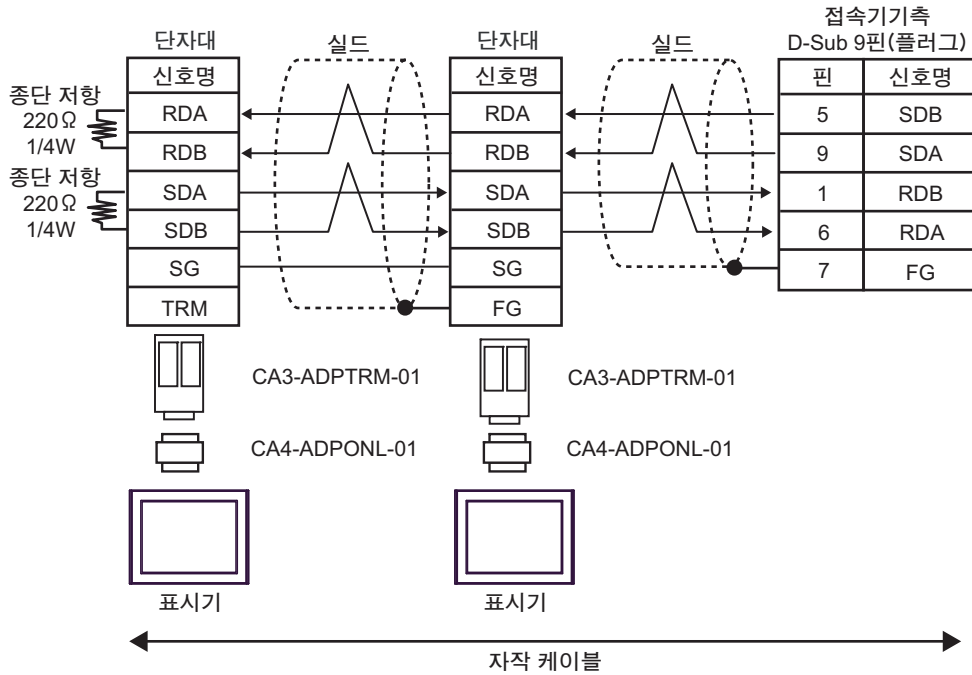 접속기기측
D-Sub 9핀(플러그)
단자대
실드
단자대
실드
종단 저항
220Ω
1/4W
종단 저항
220Ω
1/4W
신호명
RDA
RDB
SDA
SDB
SG
TRM
신호명
RDA
RDB
SDA
SDB
SG
FG
핀 신호명
5 SDB
9 SDA
1 RDB
6 RDA
7 FG
CA3-ADPTRM-01
CA3-ADPTRM-01
CA4-ADPONL-01
CA4-ADPONL-01
표시기
표시기
자작 케이블